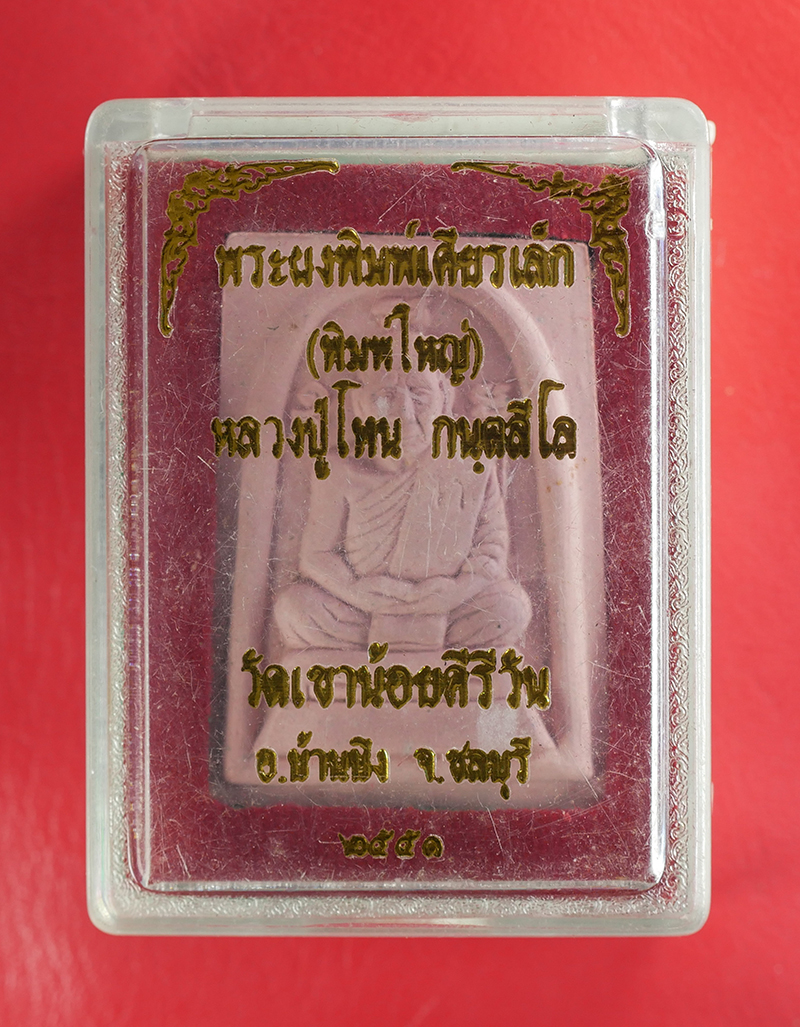 พระผงพิมพ์เศียรเล็ก
(พิมพ์ใหญ่)
หลวงปู่โทน กนฺตสีโล
วัดเขาน้อยคีรีวัน
อ.บ้านบึง จ.ชลบุรี
๒๕๕๑